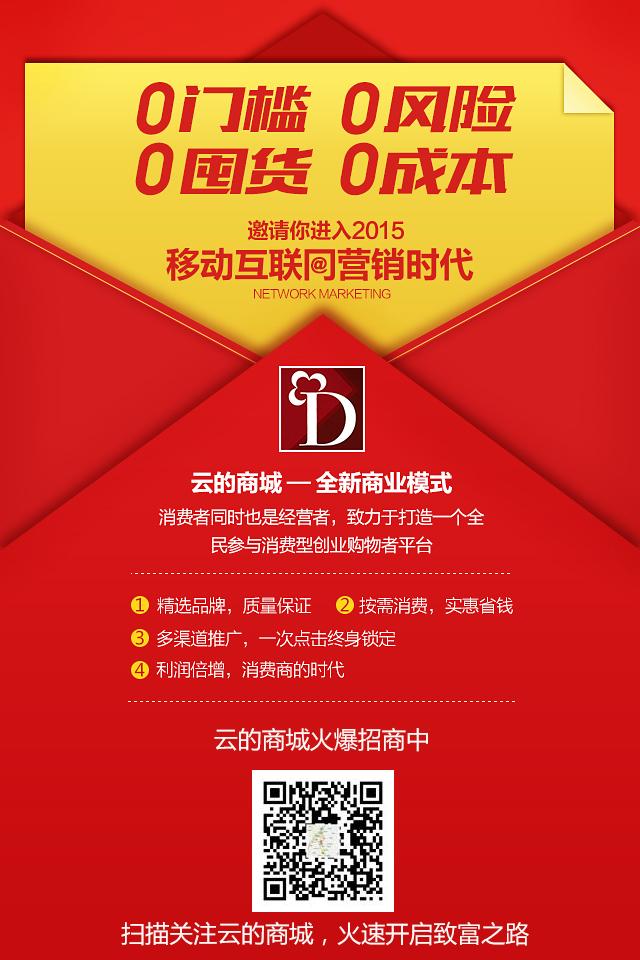 0门槛 0风险
0囤货 0成本
邀请你进入2015
移动互联网营销时代
NETWORK MARKETING
D
云的商城 — 全新商业模式
消费者同时也是经营者，致力于打造一个全
民参与消费型创业购物者平台
1 精选品牌，质量保证 2 按需消费，实惠省钱
3 多渠道推广，一次点击终身锁定
4 利润倍增，消费商的时代
云的商城火爆招商中
扫描关注云的商城，火速开启致富之路